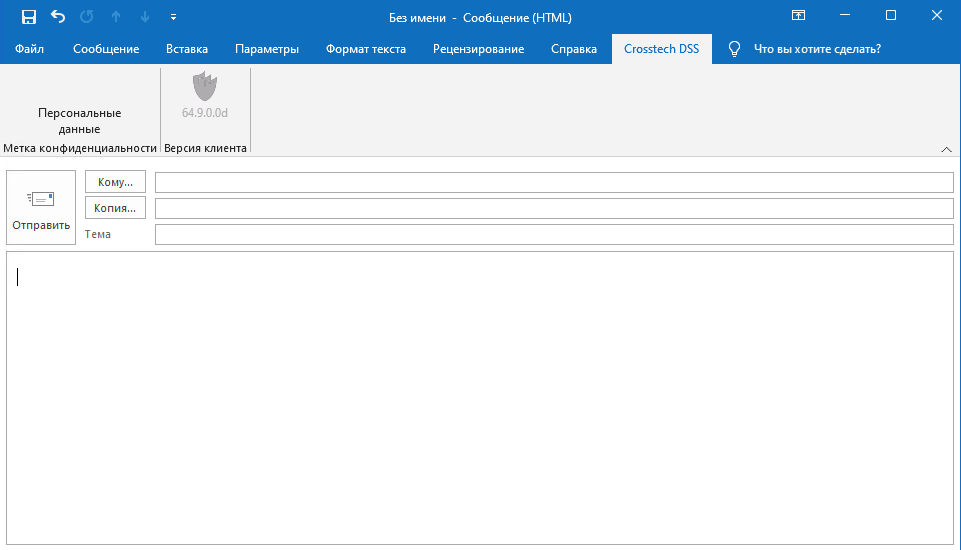 Без имени - Сообщение (HTML)
Файл Сообщение Вставка Параметры Формат текста Рецензирование Справка Crosstech DSS Что вы хотите сделать?
Персональные
данные
64.9.0.0d
Метка конфиденциальности Версия клиента
Кому...
Копия...
Отправить
Тема